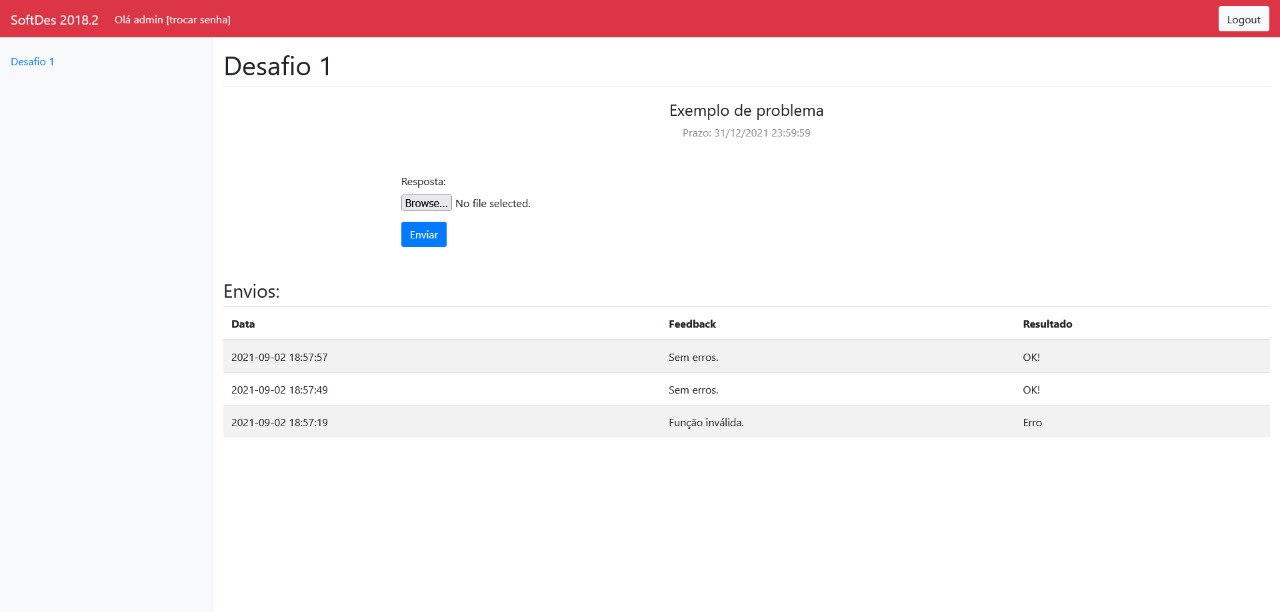 SoftDes 2018.2 Olá admin [trocar senha] Logout
Desafio 1
Desafio 1
Exemplo de problema
Prazo: 31/12/2021 23:59:59
Resposta:
Browse... No file selected.
Enviar
Envios:
Data Feedback Resultado
2021-09-02 18:57:57 Sem erros. OK!
2021-09-02 18:57:49 Sem erros. OK!
2021-09-02 18:57:19 Função inválida. Erro